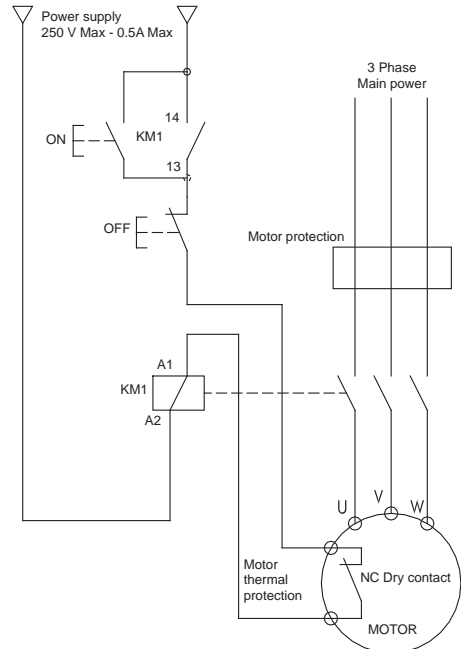 Power supply
250 V Max - 0.5A Max
3 Phase
Main power
14
ON
KM1
13
OFF
Motor protection
A1
KM1
A2
U
V
W
Motor
thermal
protection
NC Dry contact
MOTOR